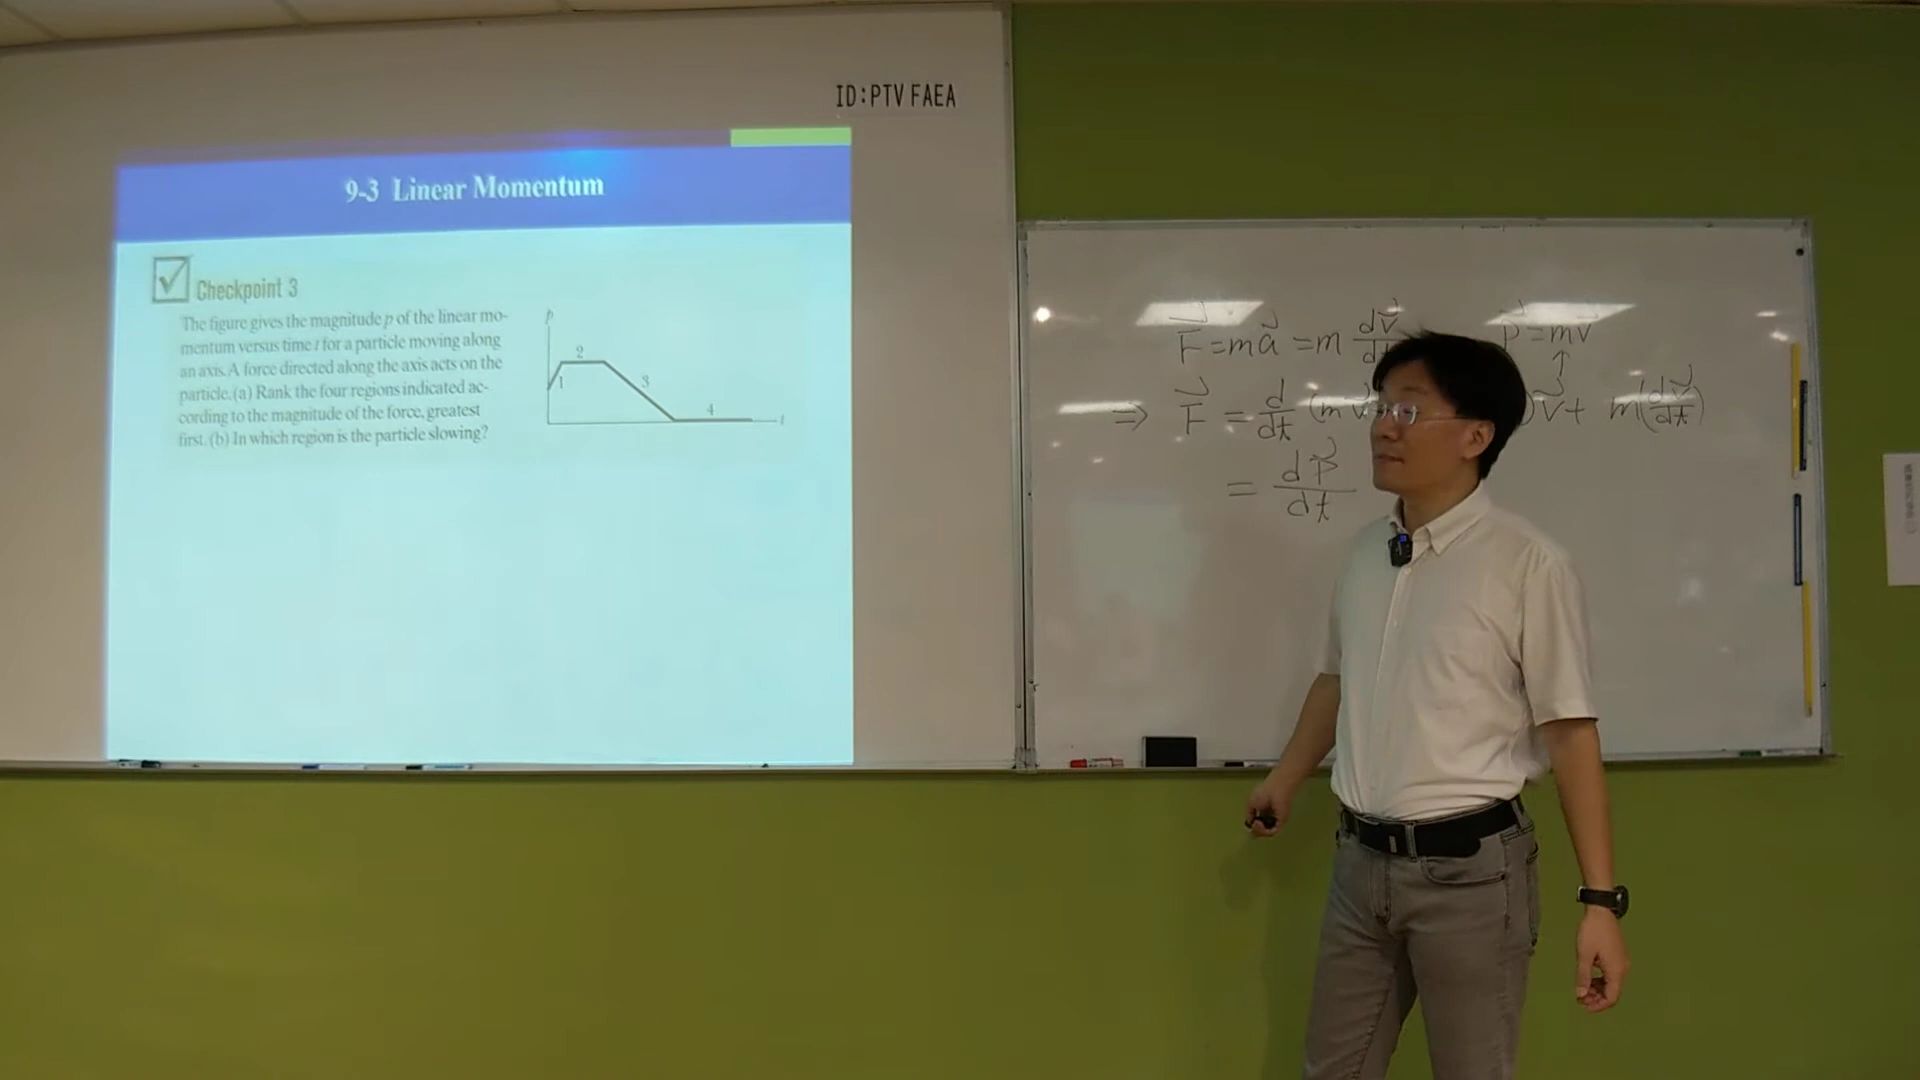 ID:PTV FAEA
9-3 Linear Momentum
Checkpoint 3
The figure gives the magnitude p of the linear mo-
mentum versus time t for a particle moving along
an axis. A force directed along the axis acts on the
particle. (a) Rank the four regions indicated ac-
cording to the magnitude of the force, greatest
first. (b) In which region is the particle slowing?
p
1
2
3
4
t
F⃗ = ma⃗ = m dv⃗/dt
P⃗ = mv⃗
↑
⇒ F⃗ = d/dt (mv⃗ )v⃗ + m(dv⃗/dt)
= dP⃗/dt